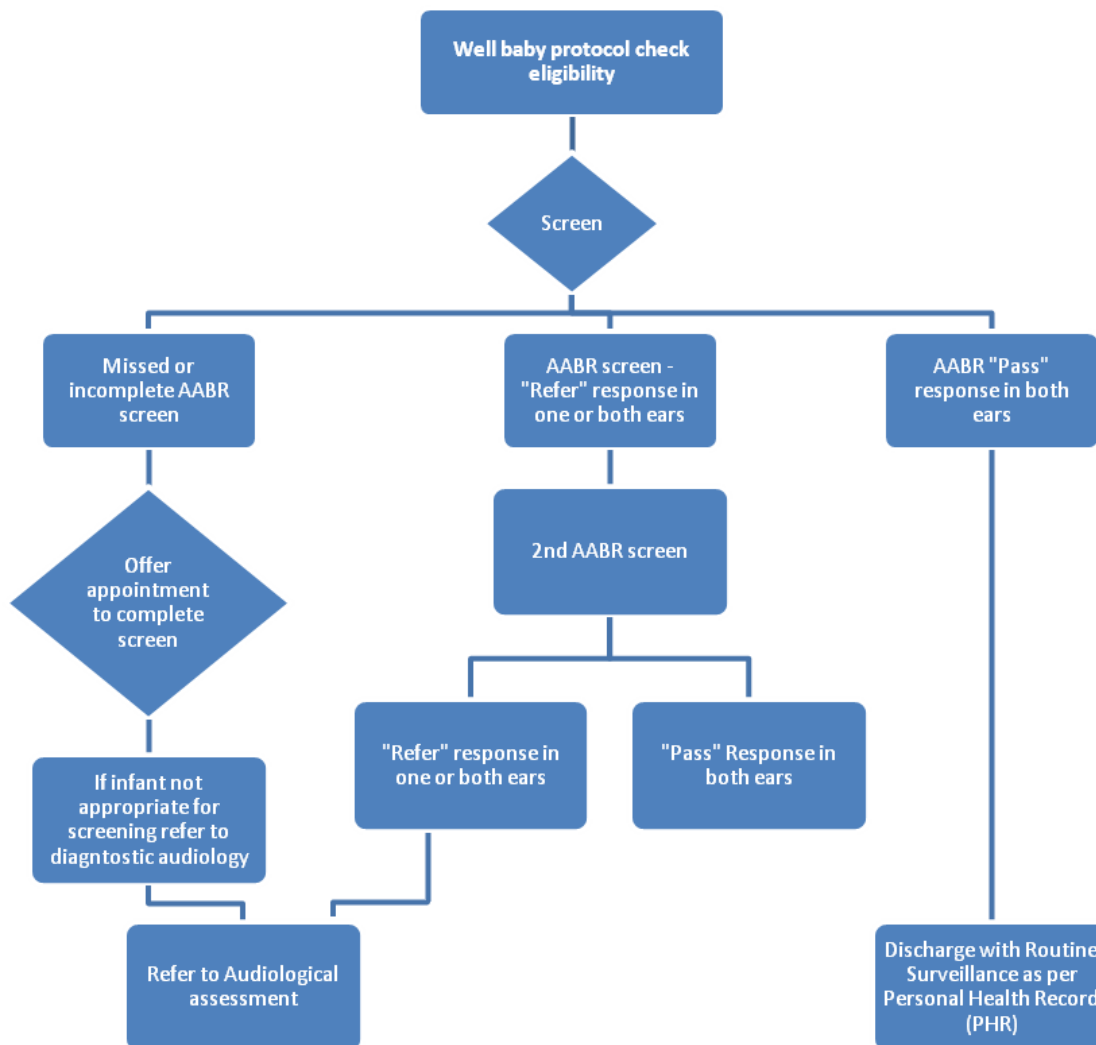 Well baby protocol check
eligibility
Screen
Missed or
incomplete AABR
screen
AABR screen -
"Refer" response in
one or both ears
AABR "Pass"
response in both
ears
Offer
appointment
to complete
screen
2nd AABR screen
"Refer" response in
one or both ears
"Pass" Response in
both ears
If infant not
appropriate for
screening refer to
diagntostic audiology
Refer to Audiological
assessment
Discharge with Routine
Surveillance as per
Personal Health Record
(PHR)